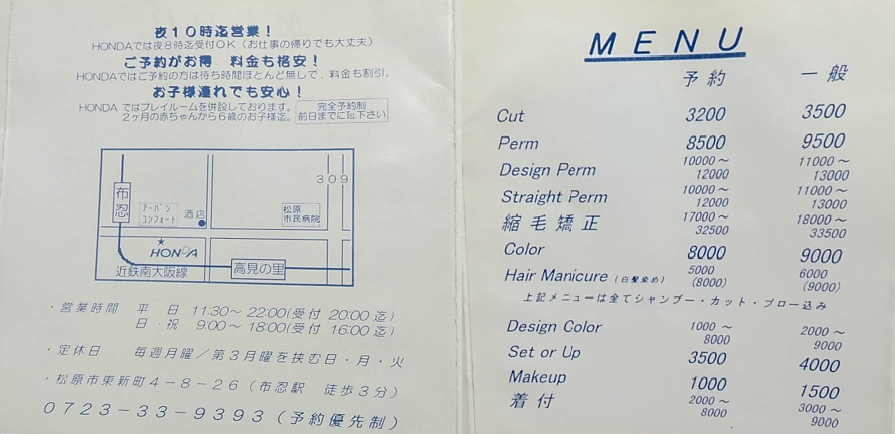 夜10時迄営業!
HONDAでは夜8時迄受付OK(お仕事の帰りでも大丈夫)
ご予約がお得 料金も格安!
HONDAではご予約の方は待ち時間ほとんど無しで、料金も割引。
お子様連れでも安心!
HONDA ではプレイルームを併設しております。
2ヶ月の赤ちゃんから6歳のお子様迄。
完全予約制
前日までに℡下さい
309
布忍
アーバン
コンフォート
酒店
松原
市民病院
HONDA
近鉄南大阪線
高見の里
・営業時間 平 日 11:30~22:00(受付 20:00 迄)
日・祝 9:00~18:00(受付 16:00 迄)
・定休日 毎週月曜/第3月曜を挟む日・月・火
・松原市東新町4-8-26(布忍駅 徒歩3分)
0723-33-9393(予約優先制)
MENU
予約 一般
Cut 3200 3500
Perm 8500 9500
Design Perm 10000~12000 11000~13000
Straight Perm 10000~12000 11000~13000
縮毛矯正 17000~32500 18000~33500
Color 8000 9000
Hair Manicure (白髪染め) 5000 (8000) 6000 (9000)
上記メニューは全てシャンプー・カット・ブロー込み
Design Color 1000~8000 2000~9000
Set or Up 3500 4000
Makeup 1000 1500
着付 2000~8000 3000~9000